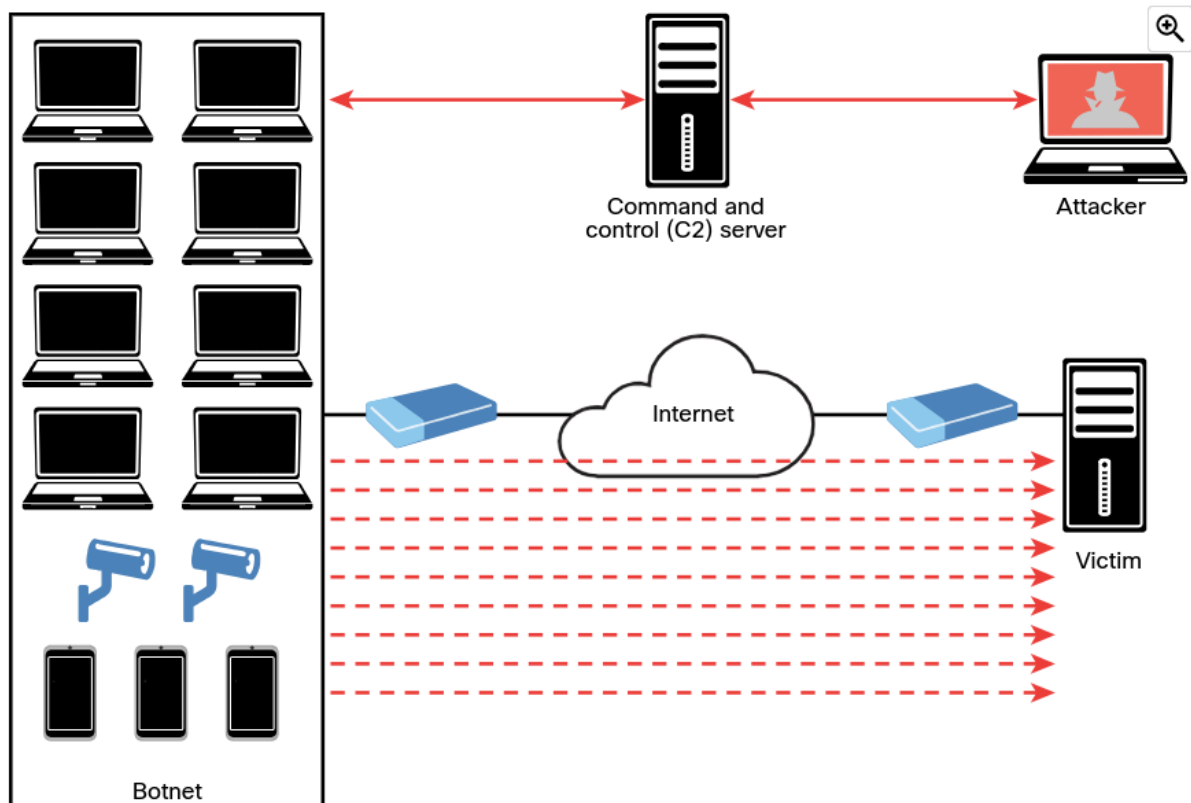 Command and
control (C2) server
Attacker
Internet
Victim
Botnet